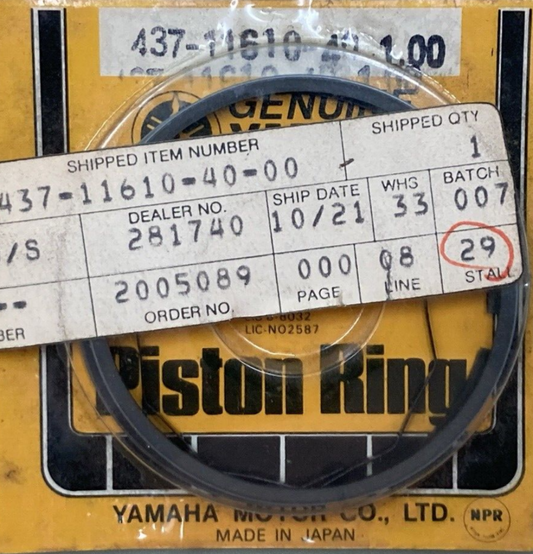 437-11610-40 1.00
GENUINE
SHIPPED ITEM NUMBER
SHIPPED QTY
437-11610-40-00
1
DEALER NO.
SHIP DATE
WHS
BATCH
/S
281740
10/21
33
007
2005089
000
08
29
ORDER NO.
PAGE
LINE
STALL
BER
LIC-NO2587
Piston Ring
YAMAHA MOTOR CO., LTD.
NPR
MADE IN JAPAN